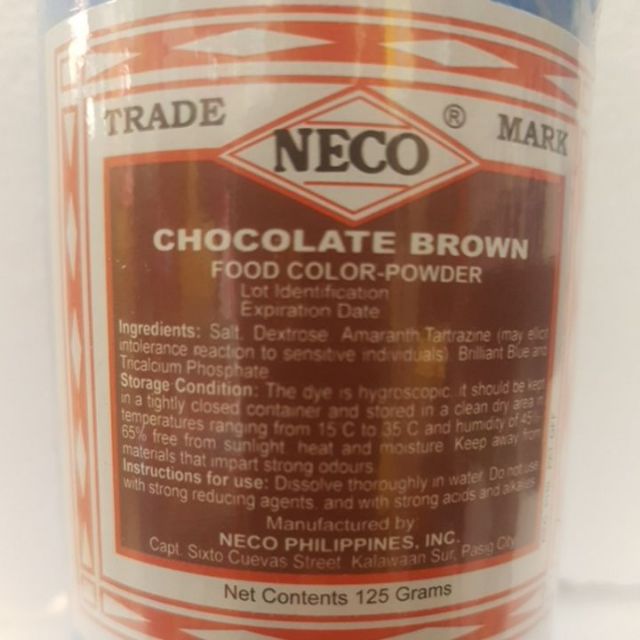 TRADE NECO ® MARK
CHOCOLATE BROWN
FOOD COLOR-POWDER
Lot Identification
Expiration Date
Ingredients: Salt, Dextrose, Amaranth, Tartrazine (may elicit
intolerance reaction to sensitive individuals) Brilliant Blue and
Tricalcium Phosphate
Storage Condition: The dye is hygroscopic, it should be kept
in a tightly closed container and stored in a clean dry area in
temperatures ranging from 15°C to 35°C and humidity of 45%
65% free from sunlight, heat and moisture. Keep away from
materials that impart strong odours.
Instructions for use: Dissolve thoroughly in water. Do not use
with strong reducing agents, and with strong acids and alkalies
Manufactured by:
NECO PHILIPPINES, INC.
Capt. Sixto Cuevas Street, Kalawaan Sur, Pasig City
Net Contents 125 Grams